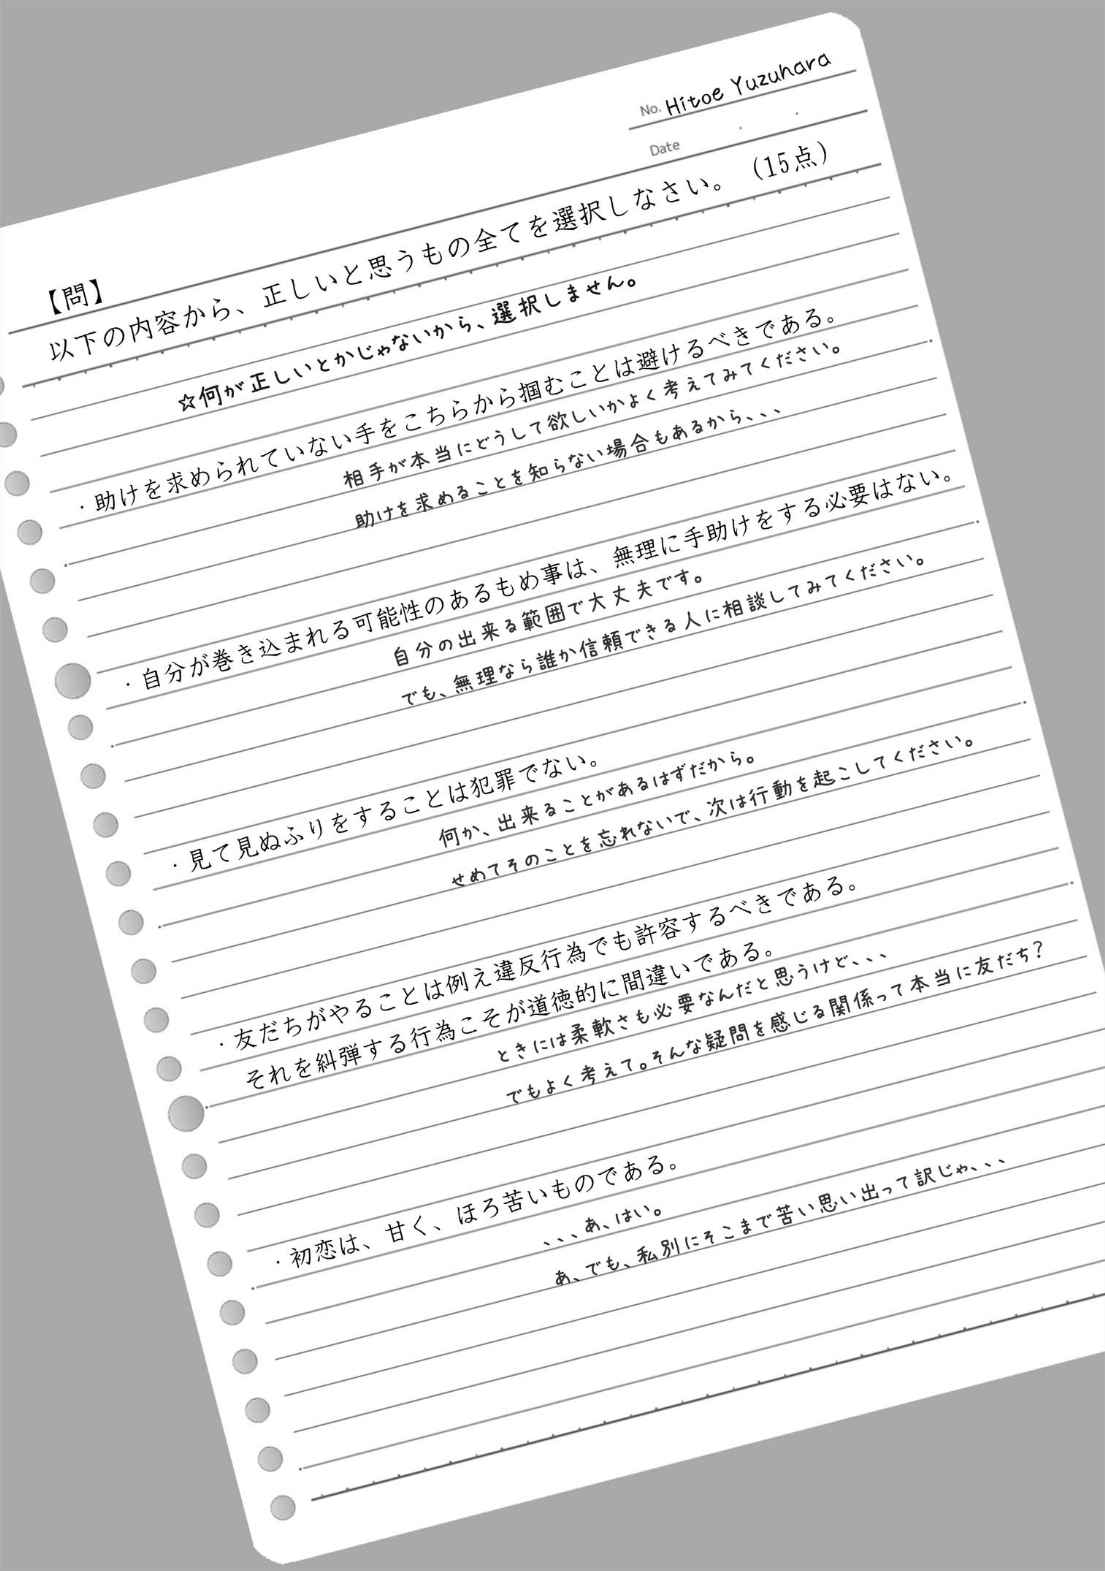 No. Hitoe Yuzuhara
Date
【問】
以下の内容から、正しいと思うもの全てを選択しなさい。（15点）
☆何が正しいとかじゃないから、選択しません。
・助けを求められていない手をこちらから掴むことは避けるべきである。
相手が本当にどうして欲しいかよく考えてみてください。
助けを求めることを知らない場合もあるから、、、
・自分が巻き込まれる可能性のあるもめ事は、無理に手助けをする必要はない。
自分の出来る範囲で大丈夫です。
でも、無理なら誰か信頼できる人に相談してみてください。
・見て見ぬふりをすることは犯罪でない。
何か、出来ることがあるはずだから。
せめてそのことを忘れないで、次は行動を起こしてください。
・友だちがやることは例え違反行為でも許容するべきである。
それを糾弾する行為こそが道徳的に間違いである。
ときには柔軟さも必要なんだと思うけど、、、
でもよく考えて。そんな疑問を感じる関係って本当に友だち？
・初恋は、甘く、ほろ苦いものである。
、、、あ、はい。
あ、でも、私別にそこまで苦い思い出って訳じゃ、、、